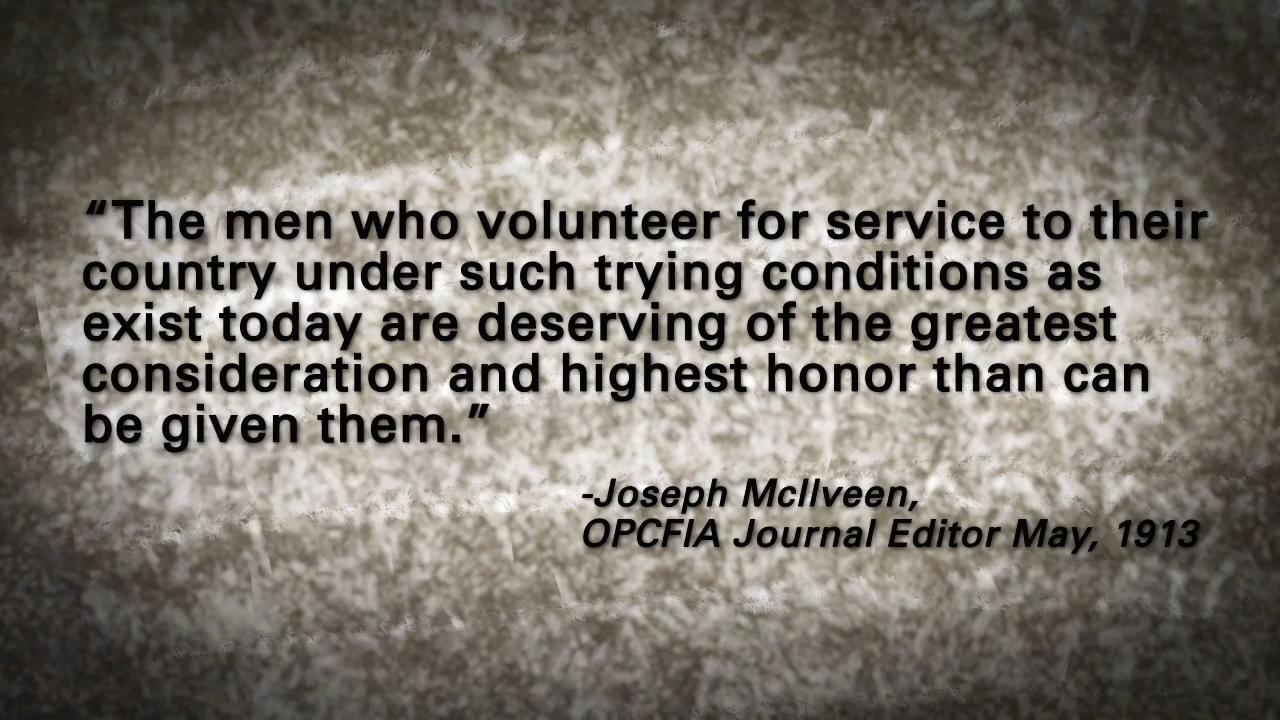 “The men who volunteer for service to their
country under such trying conditions as
exist today are deserving of the greatest
consideration and highest honor than can
be given them.”
-Joseph McIlveen,
OPCFIA Journal Editor May, 1913